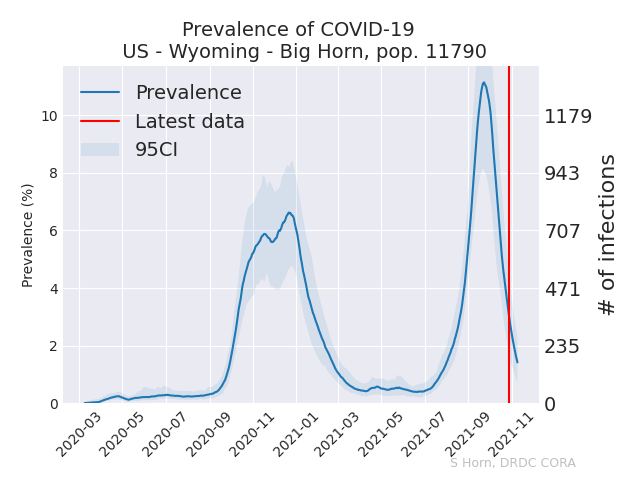 Prevalence of COVID-19
US - Wyoming - Big Horn, pop. 11790
Prevalence
Latest data
95CI
Prevalence (%)
10
8
6
4
2
0
1179
943
707
471
235
0
# of infections
2020-03
2020-05
2020-07
2020-09
2020-11
2021-01
2021-03
2021-05
2021-07
2021-09
2021-11
S Horn, DRDC CORA